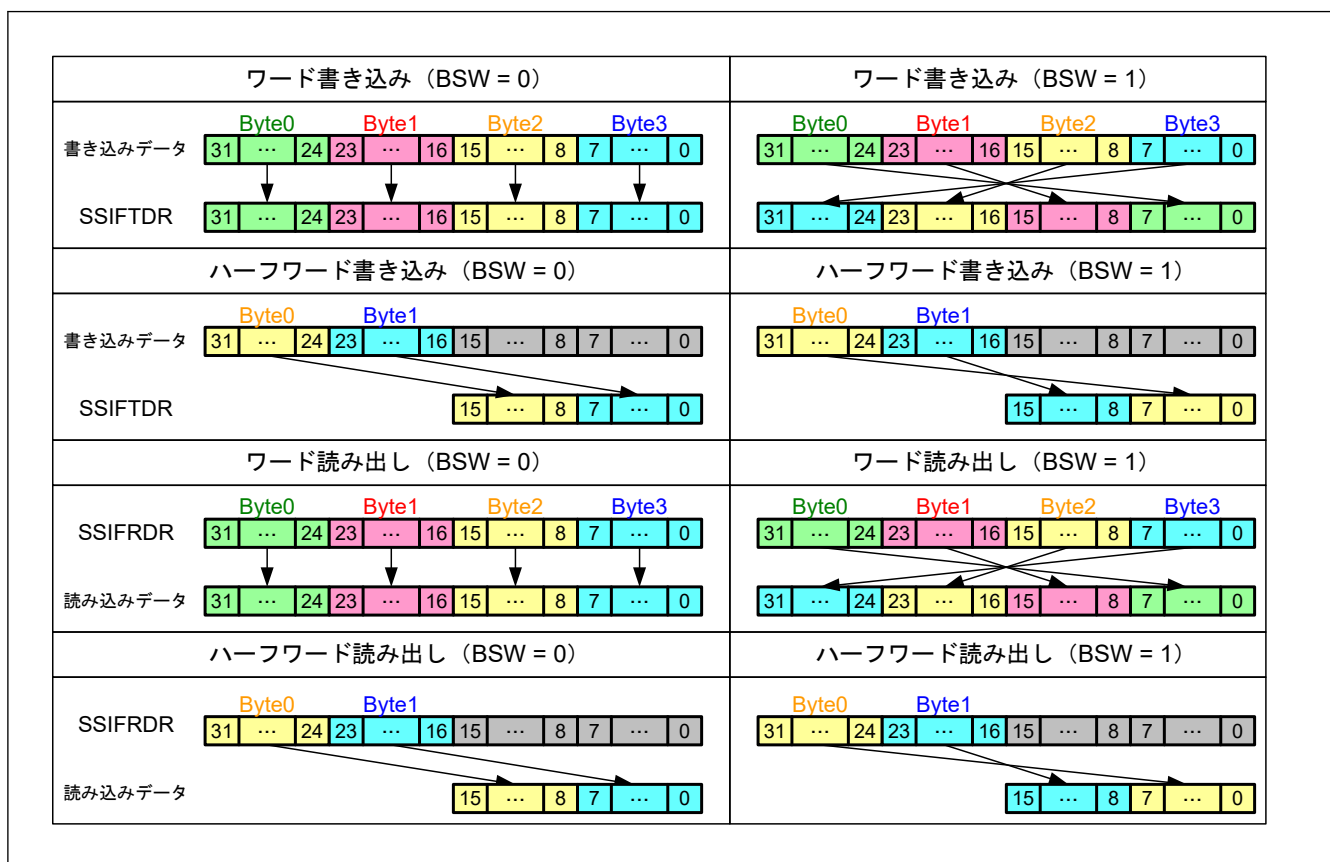 ワード書き込み（BSW = 0） ワード書き込み（BSW = 1）
Byte0 Byte1 Byte2 Byte3 Byte0 Byte1 Byte2 Byte3
書き込みデータ 31 … 24 23 … 16 15 … 8 7 … 0 31 … 24 23 … 16 15 … 8 7 … 0
SSIFTDR 31 … 24 23 … 16 15 … 8 7 … 0 31 … 24 23 … 16 15 … 8 7 … 0
ハーフワード書き込み（BSW = 0） ハーフワード書き込み（BSW = 1）
Byte0 Byte1 Byte0 Byte1
書き込みデータ 31 … 24 23 … 16 15 … 8 7 … 0 31 … 24 23 … 16 15 … 8 7 … 0
SSIFTDR 15 … 8 7 … 0 15 … 8 7 … 0
ワード読み出し（BSW = 0） ワード読み出し（BSW = 1）
Byte0 Byte1 Byte2 Byte3 Byte0 Byte1 Byte2 Byte3
SSIFRDR 31 … 24 23 … 16 15 … 8 7 … 0 31 … 24 23 … 16 15 … 8 7 … 0
読み込みデータ 31 … 24 23 … 16 15 … 8 7 … 0 31 … 24 23 … 16 15 … 8 7 … 0
ハーフワード読み出し（BSW = 0） ハーフワード読み出し（BSW = 1）
Byte0 Byte1 Byte0 Byte1
SSIFRDR 31 … 24 23 … 16 15 … 8 7 … 0 31 … 24 23 … 16 15 … 8 7 … 0
読み込みデータ 15 … 8 7 … 0 15 … 8 7 … 0